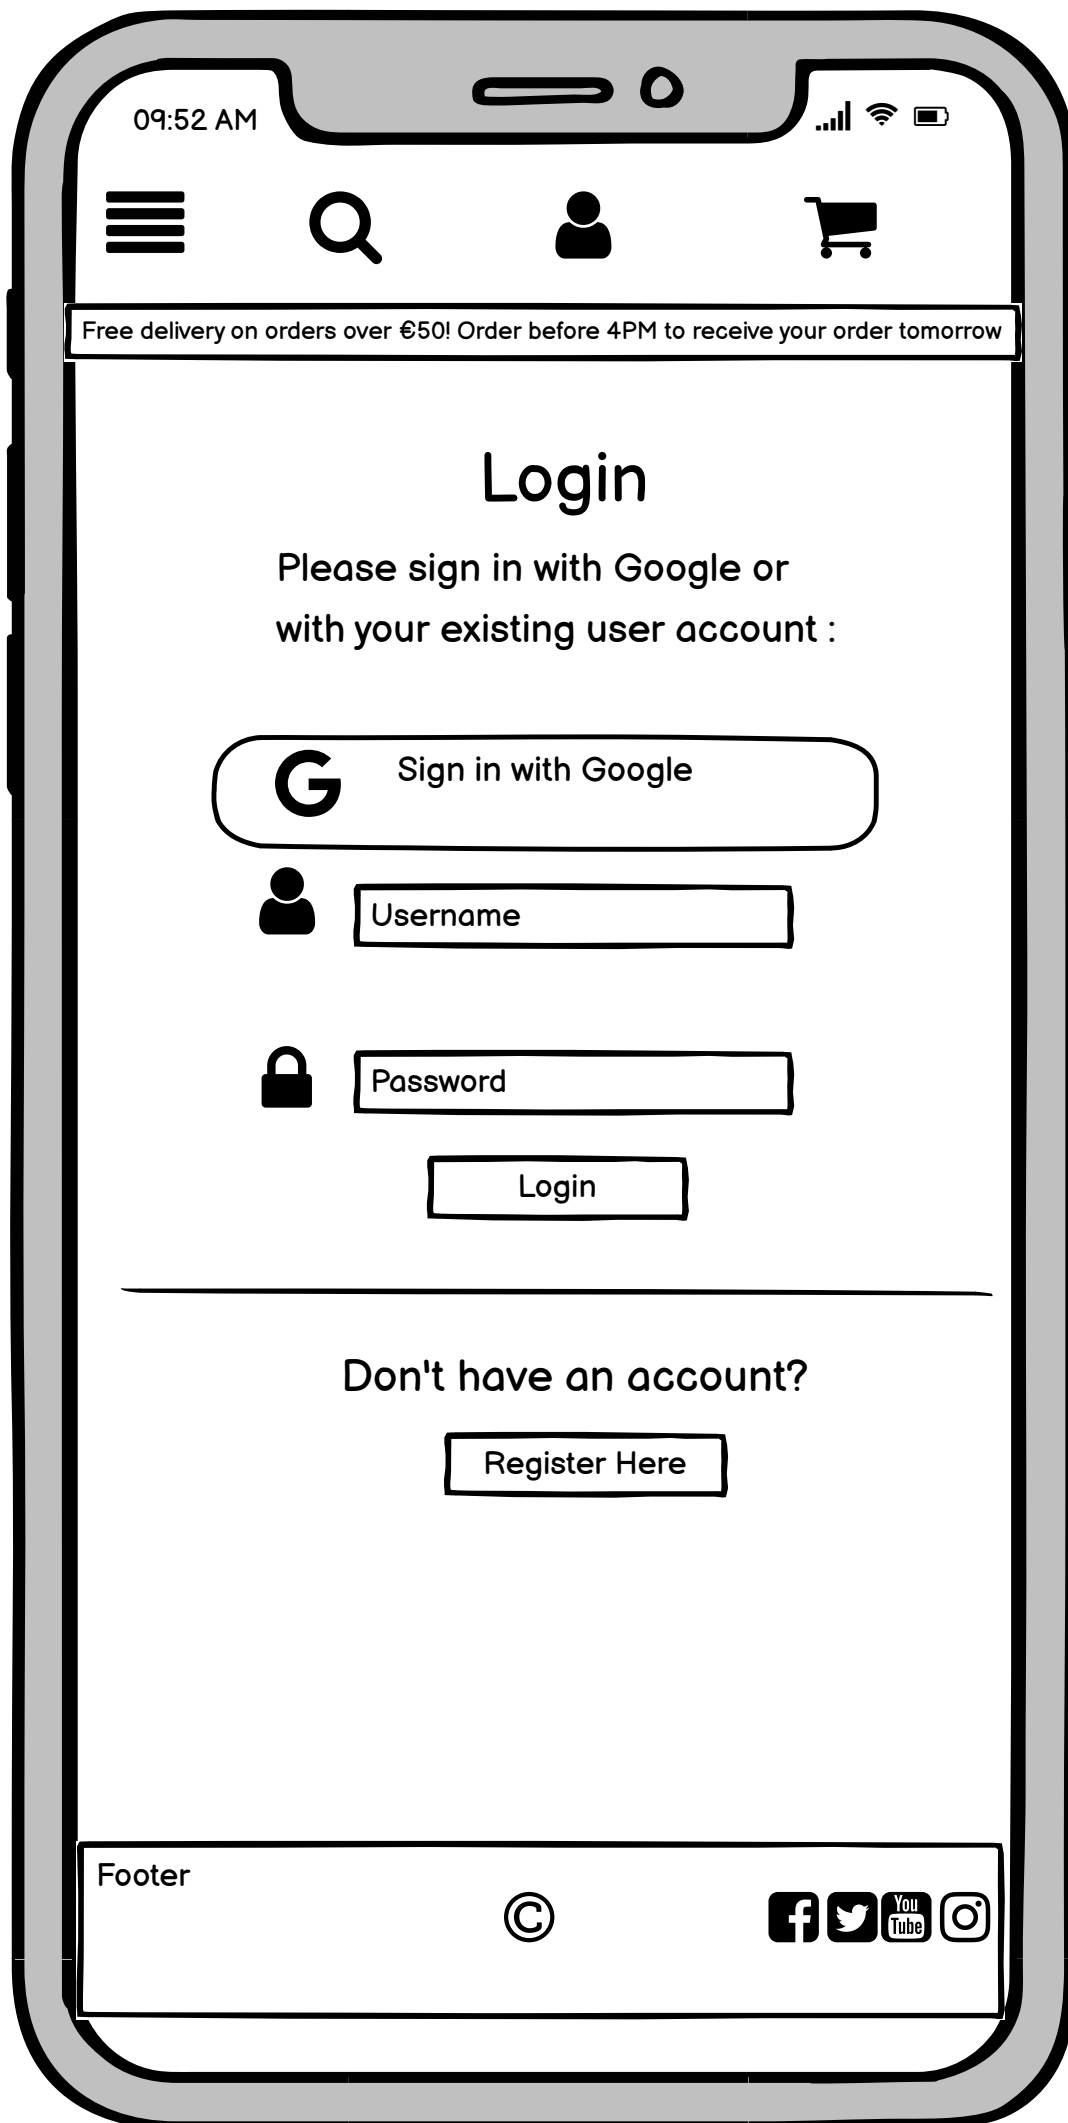 09:52 AM
Free delivery on orders over €50! Order before 4PM to receive your order tomorrow
Login
Please sign in with Google or
with your existing user account :
G Sign in with Google
Username
Password
Login
Don't have an account?
Register Here
Footer
©
You
Tube